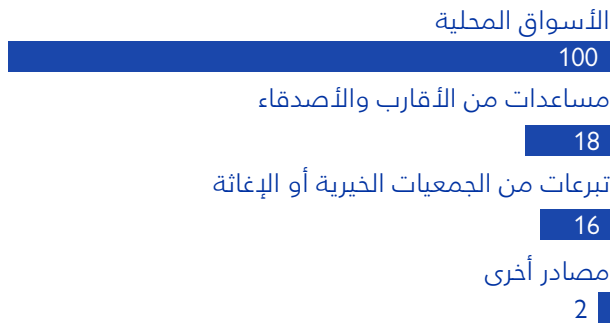 الأسواق المحلية
100
مساعدات من الأقارب والأصدقاء
18
تبرعات من الجمعيات الخيرية أو الإغاثة
16
مصادر أخرى
2